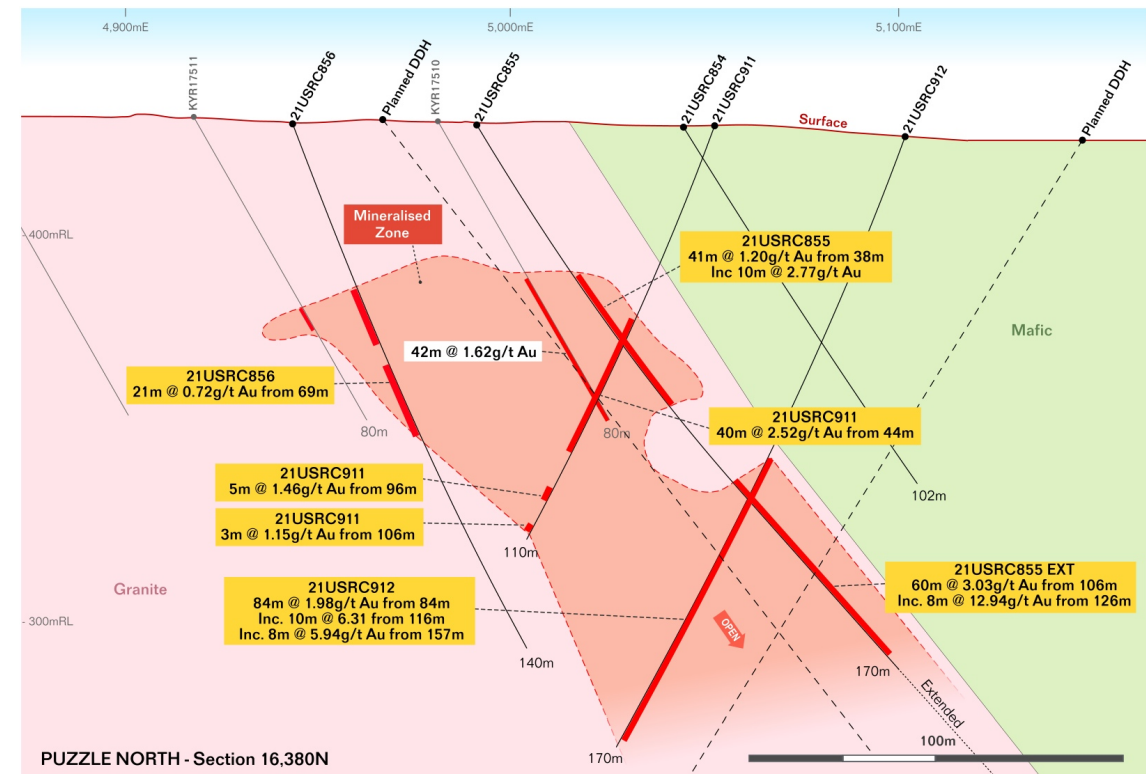 4,900mE
5,000mE
5,100mE
KYR17511
21USRC856
Planned DDH
KYR17510
21USRC855
21USRC854
21USRC911
21USRC912
Planned DDH
Surface
400mRL
Mineralised
Zone
21USRC855
41m @ 1.20g/t Au from 38m
Inc 10m @ 2.77g/t Au
Mafic
42m @ 1.62g/t Au
21USRC856
21m @ 0.72g/t Au from 69m
80m
80m
21USRC911
40m @ 2.52g/t Au from 44m
21USRC911
5m @ 1.46g/t Au from 96m
102m
21USRC911
3m @ 1.15g/t Au from 106m
110m
Granite
21USRC855 EXT
60m @ 3.03g/t Au from 106m
Inc. 8m @ 12.94g/t Au from 126m
21USRC912
84m @ 1.98g/t Au from 84m
Inc. 10m @ 6.31 from 116m
Inc. 8m @ 5.94g/t Au from 157m
300mRL
OPEN
140m
170m
Extended
100m
170m
PUZZLE NORTH - Section 16,380N